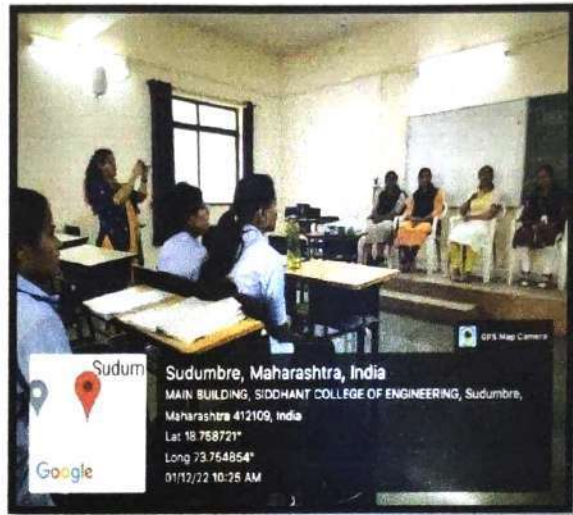 GPS Map Camera
Sudum
Google
Sudumbre, Maharashtra, India
MAIN BUILDING, SIDDHANT COLLEGE OF ENGINEERING, Sudumbre,
Maharashtra 412109, India
Lat 18.758721°
Long 73.754854°
01/12/22 10:25 AM